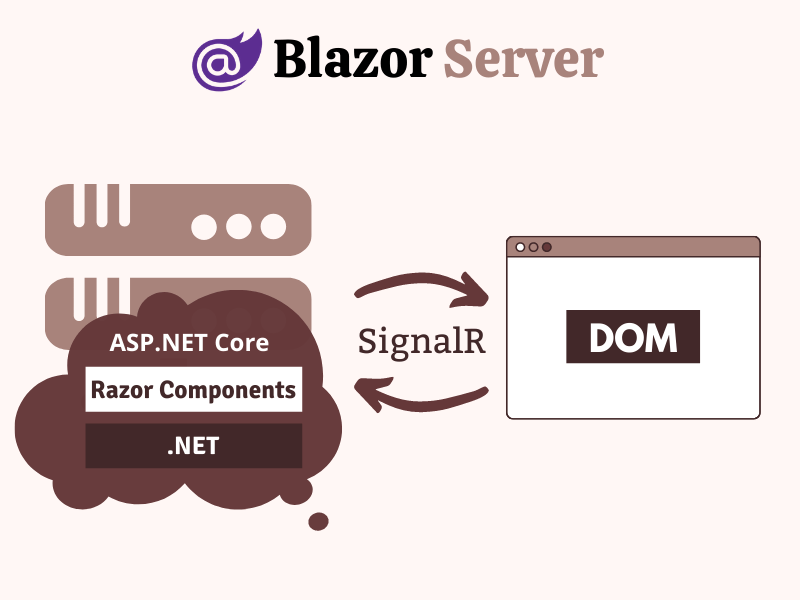 Blazor Server
ASP.NET Core
Razor Components
.NET
SignalR
DOM